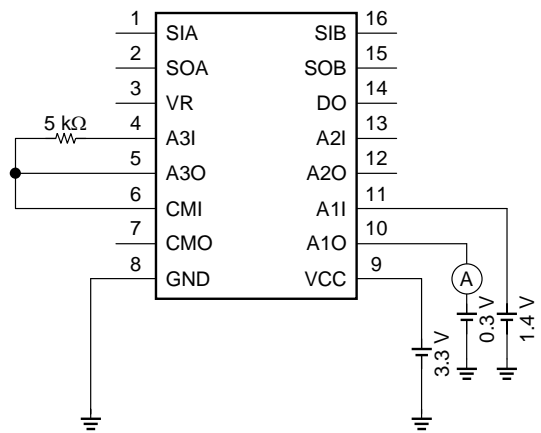 1 SIA SIB 16
2 SOA SOB 15
3 VR DO 14
5 kΩ 4 A3I A2I 13
5 A3O A2O 12
6 CMI A1I 11
7 CMO A1O 10
8 GND VCC 9
A
0.3 V
1.4 V
3.3 V